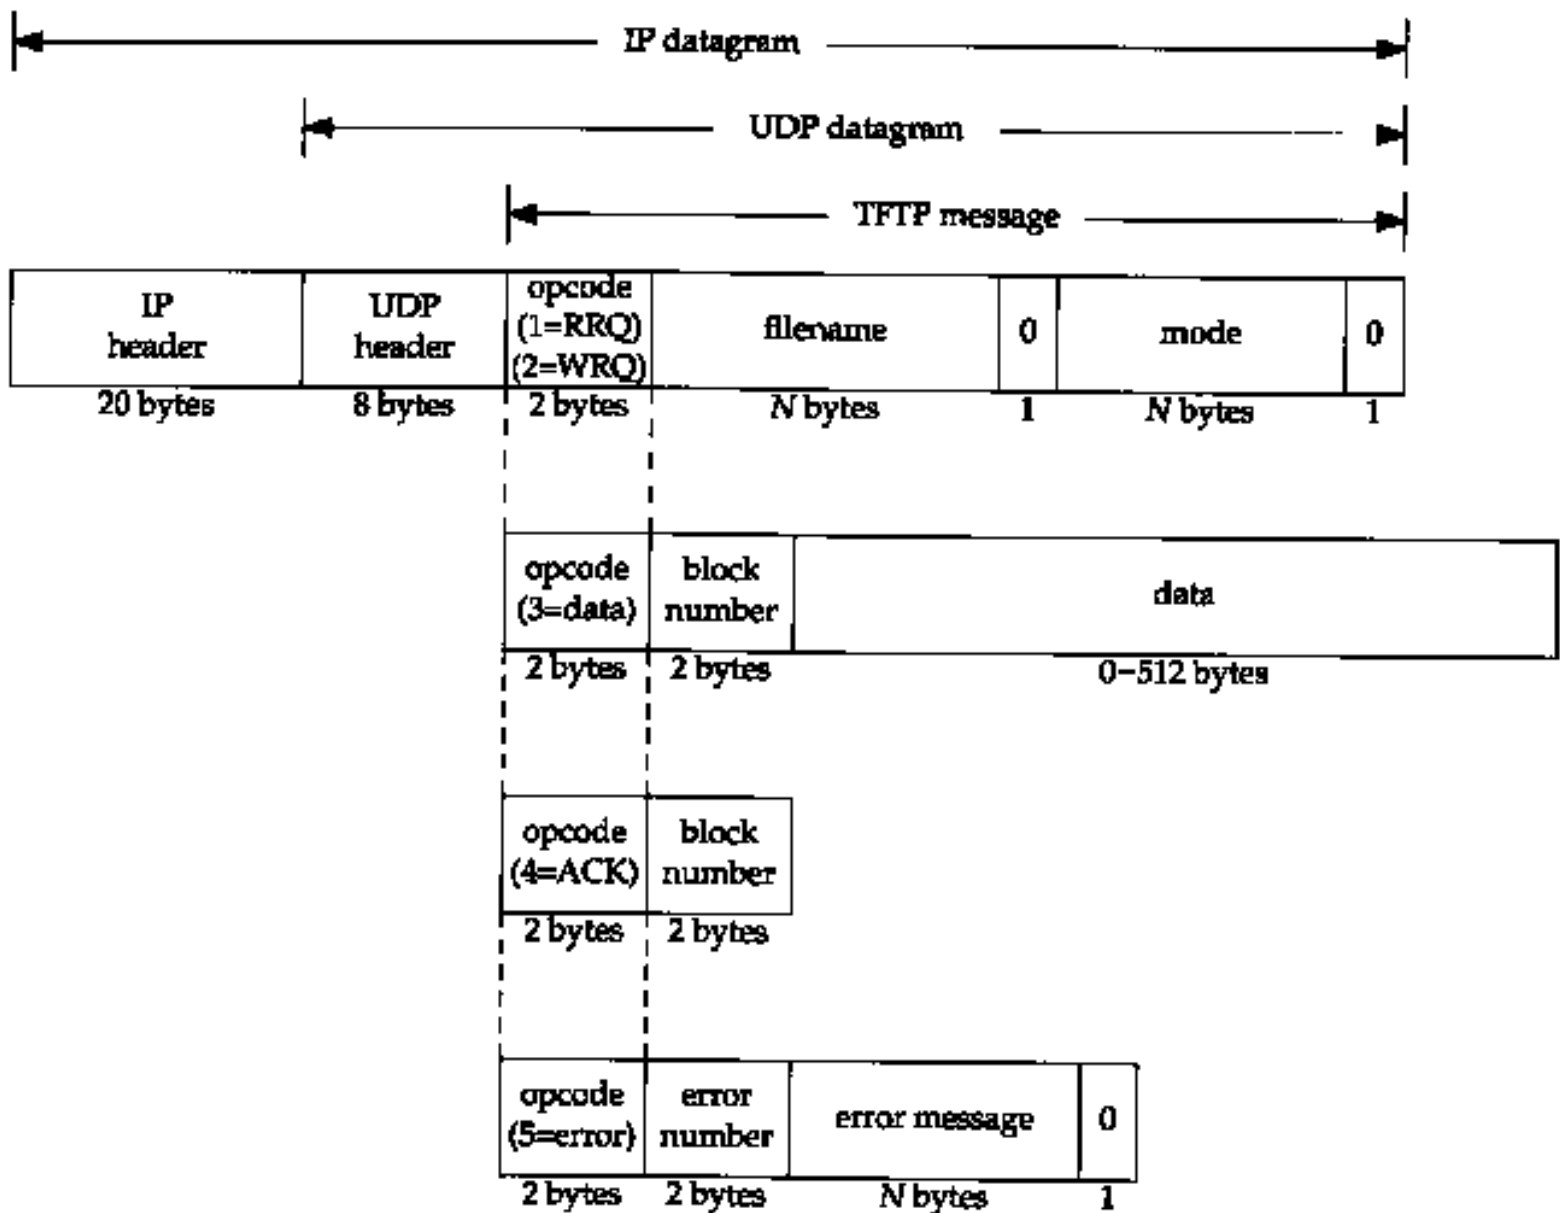 IP datagram
UDP datagram
TFTP message
IP
header
UDP
header
opcode
(1=RRQ)
(2=WRQ)
filename
0
mode
0
20 bytes
8 bytes
2 bytes
N bytes
1
N bytes
1
opcode
(3=data)
block
number
data
2 bytes
2 bytes
0-512 bytes
opcode
(4=ACK)
block
number
2 bytes
2 bytes
opcode
(5=error)
error
number
error message
0
2 bytes
2 bytes
N bytes
1